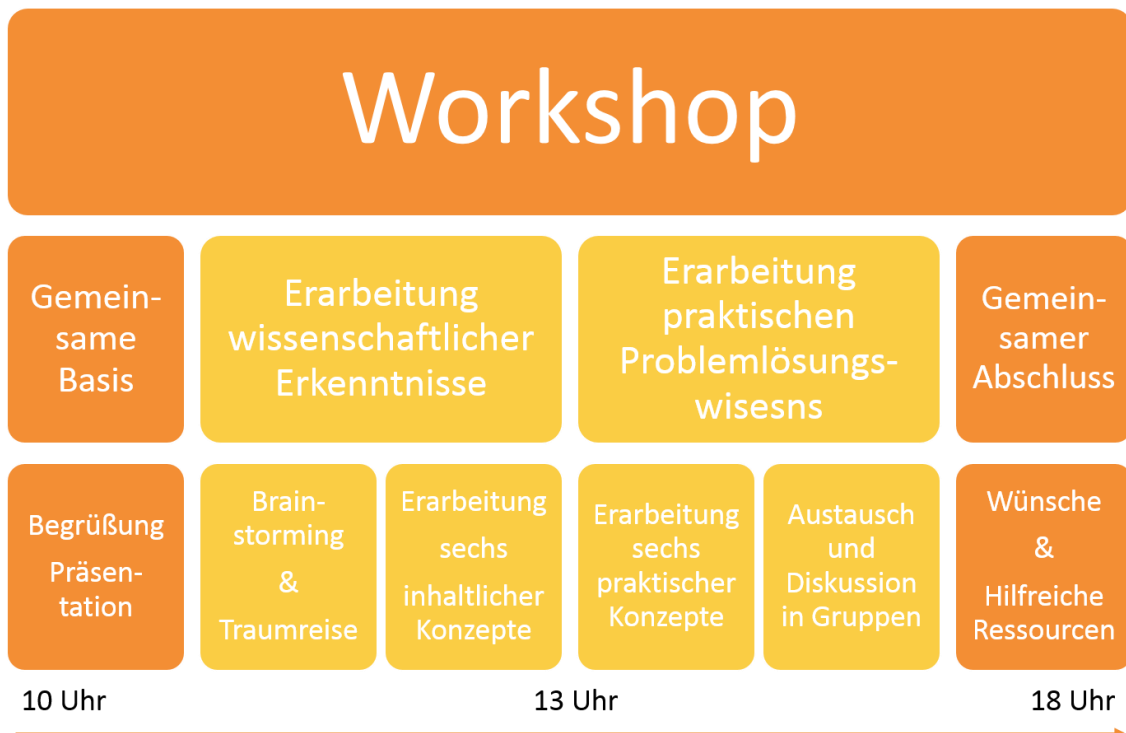 Workshop
Gemein-
same
Basis
Erarbeitung
wissenschaftlicher
Erkenntnisse
Erarbeitung
praktischen
Problemlösungs-
wisesns
Gemein-
samer
Abschluss
Begrüßung
Präsen-
tation
Brain-
storming
&
Traumreise
Erarbeitung
sechs
inhaltlicher
Konzepte
Erarbeitung
sechs
praktischer
Konzepte
Austausch
und
Diskussion
in Gruppen
Wünsche
&
Hilfreiche
Ressourcen
10 Uhr
13 Uhr
18 Uhr